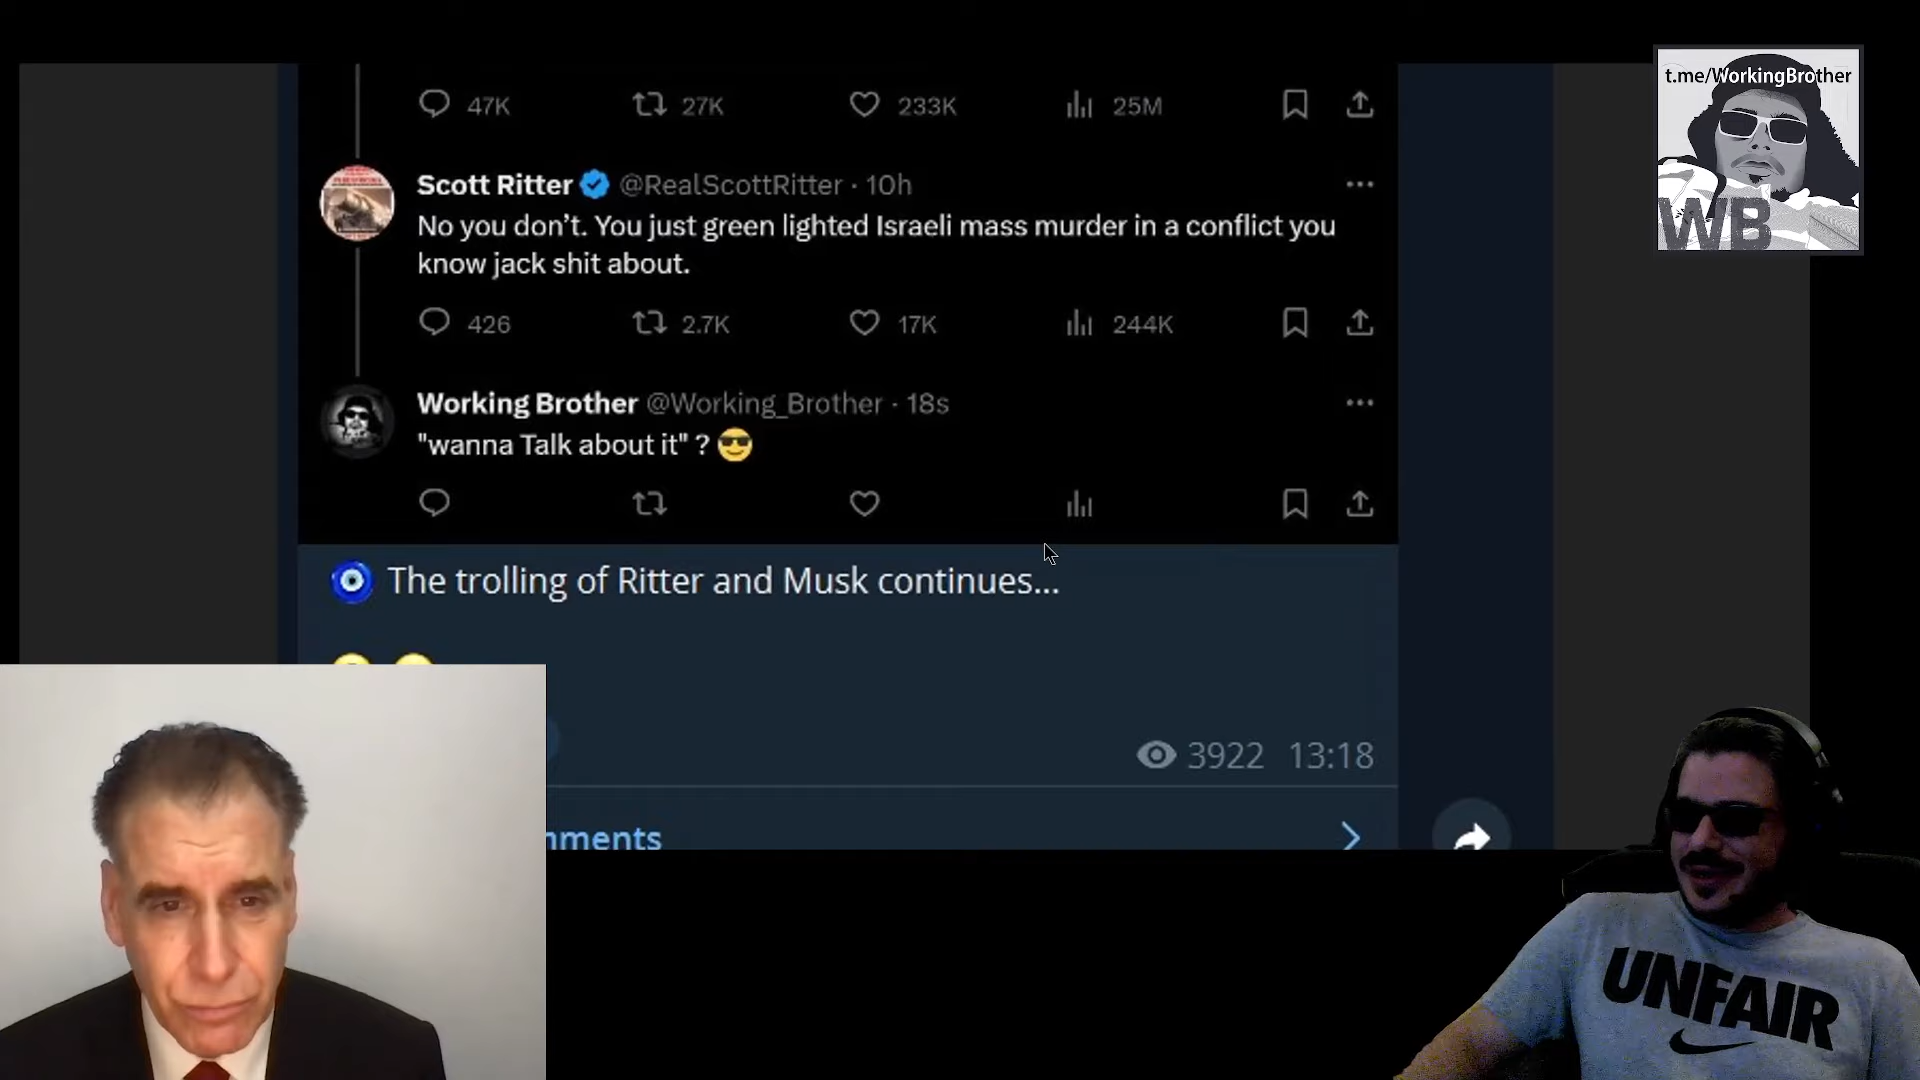 t.me/WorkingBrother
WB
47K 27K 233K 25M
Scott Ritter @RealScottRitter · 10h
No you don't. You just green lighted Israeli mass murder in a conflict you
know jack shit about.
426 2.7K 17K 244K
Working Brother @Working_Brother · 18s
"wanna Talk about it" ? 😎
The trolling of Ritter and Musk continues...
3922 13:18
mments
UNFAIR